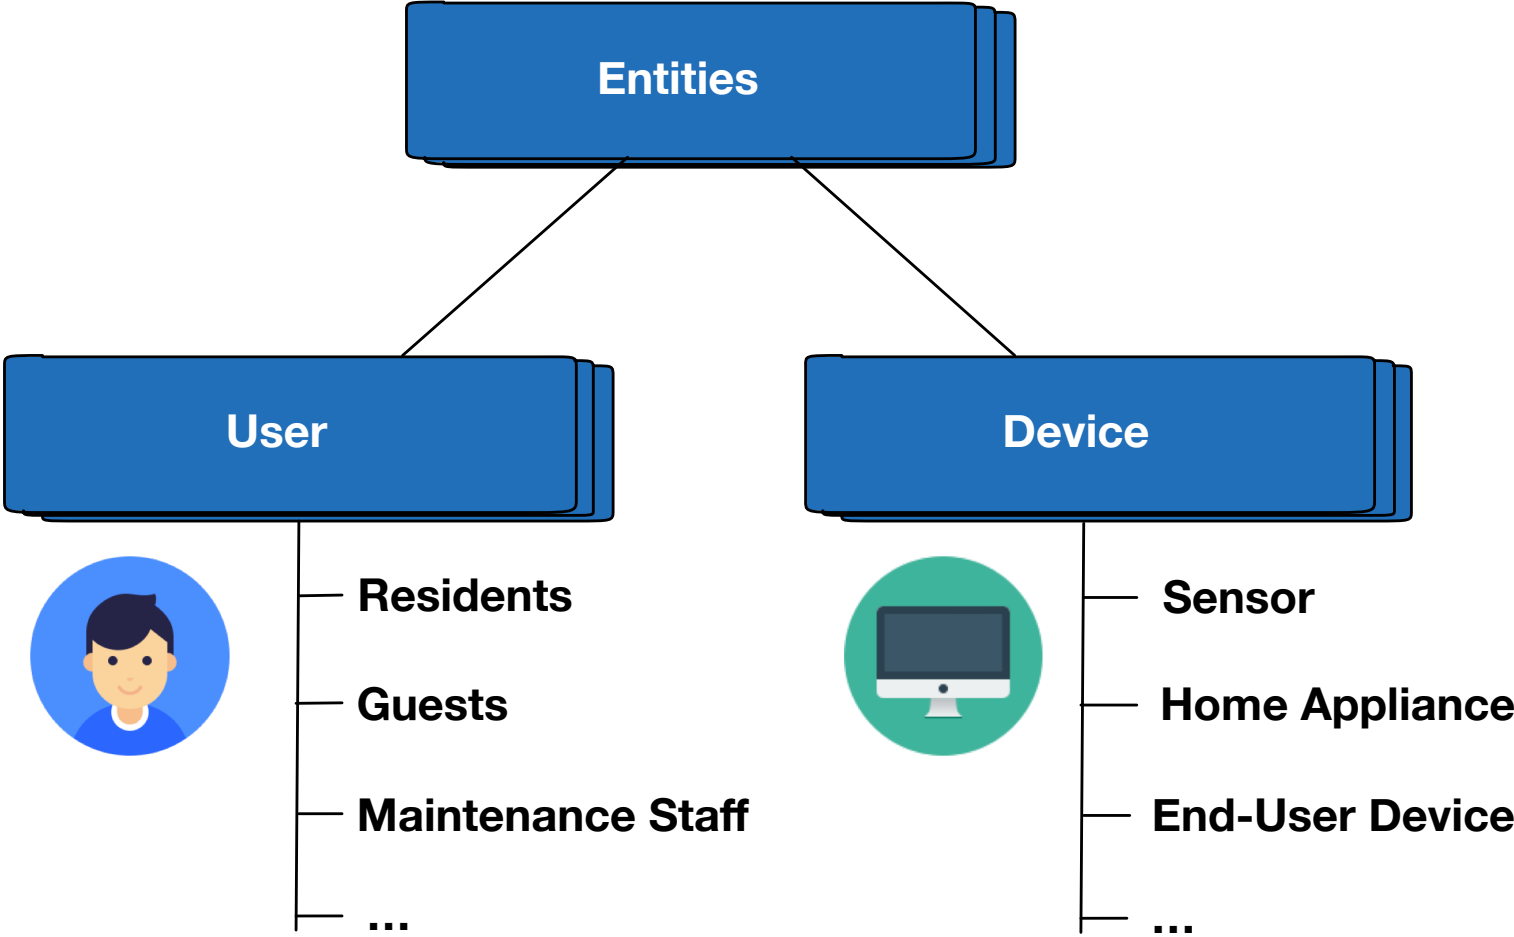 Entities
User
Device
Residents
Guests
Maintenance Staff
...
Sensor
Home Appliance
End-User Device
...